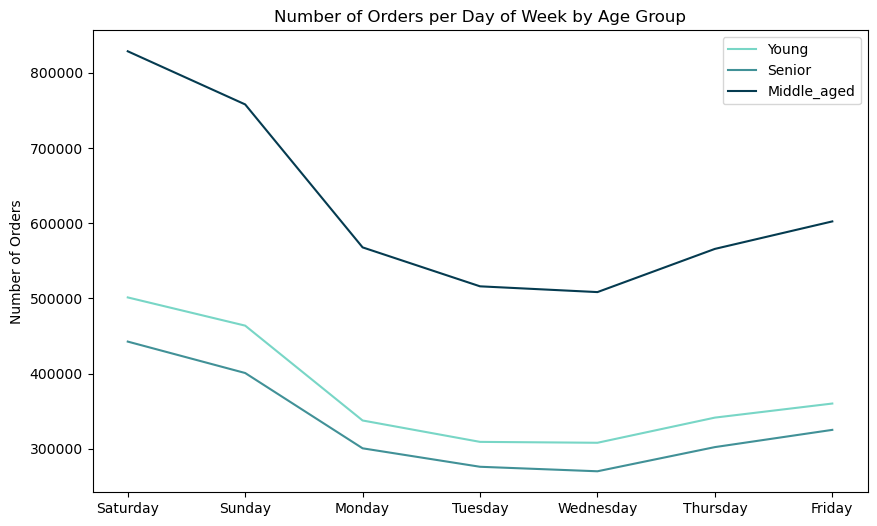 Number of Orders per Day of Week by Age Group
Young
Senior
Middle_aged
Number of Orders
800000
700000
600000
500000
400000
300000
Saturday Sunday Monday Tuesday Wednesday Thursday Friday